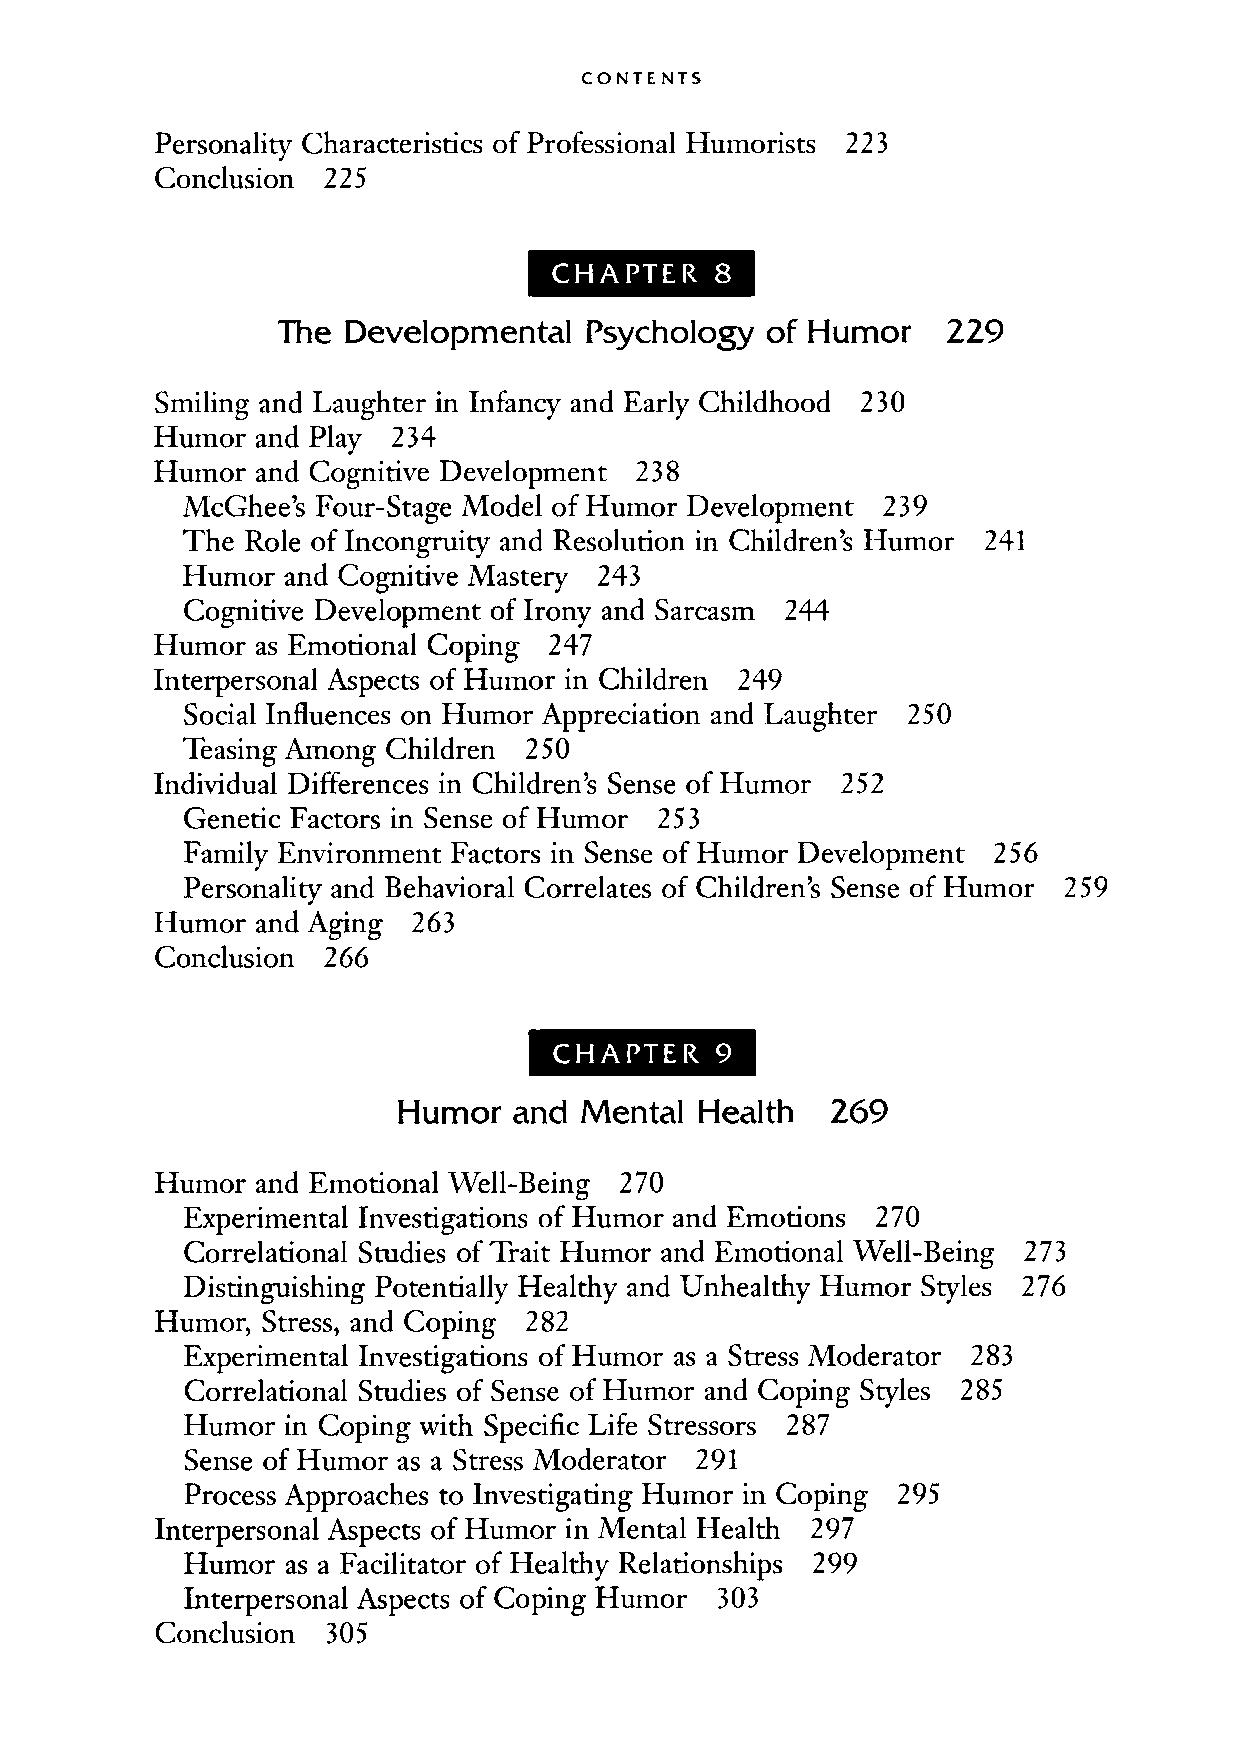 CONTENTS
Personality Characteristics of Professional Humorists 223
Conclusion 225
CHAPTER 8
The Developmental Psychology of Humor 229
Smiling and Laughter in Infancy and Early Childhood 230
Humor and Play 234
Humor and Cognitive Development 238
McGhee's Four-Stage Model of Humor Development 239
The Role of Incongruity and Resolution in Children's Humor 241
Humor and Cognitive Mastery 243
Cognitive Development of Irony and Sarcasm 244
Humor as Emotional Coping 247
Interpersonal Aspects of Humor in Children 249
Social Influences on Humor Appreciation and Laughter 250
Teasing Among Children 250
Individual Differences in Children's Sense of Humor 252
Genetic Factors in Sense of Humor 253
Family Environment Factors in Sense of Humor Development 256
Personality and Behavioral Correlates of Children's Sense of Humor 259
Humor and Aging 263
Conclusion 266
CHAPTER 9
Humor and Mental Health 269
Humor and Emotional Well-Being 270
Experimental Investigations of Humor and Emotions 270
Correlational Studies of Trait Humor and Emotional Well-Being 273
Distinguishing Potentially Healthy and Unhealthy Humor Styles 276
Humor, Stress, and Coping 282
Experimental Investigations of Humor as a Stress Moderator 283
Correlational Studies of Sense of Humor and Coping Styles 285
Humor in Coping with Specific Life Stressors 287
Sense of Humor as a Stress Moderator 291
Process Approaches to Investigating Humor in Coping 295
Interpersonal Aspects of Humor in Mental Health 297
Humor as a Facilitator of Healthy Relationships 299
Interpersonal Aspects of Coping Humor 303
Conclusion 305